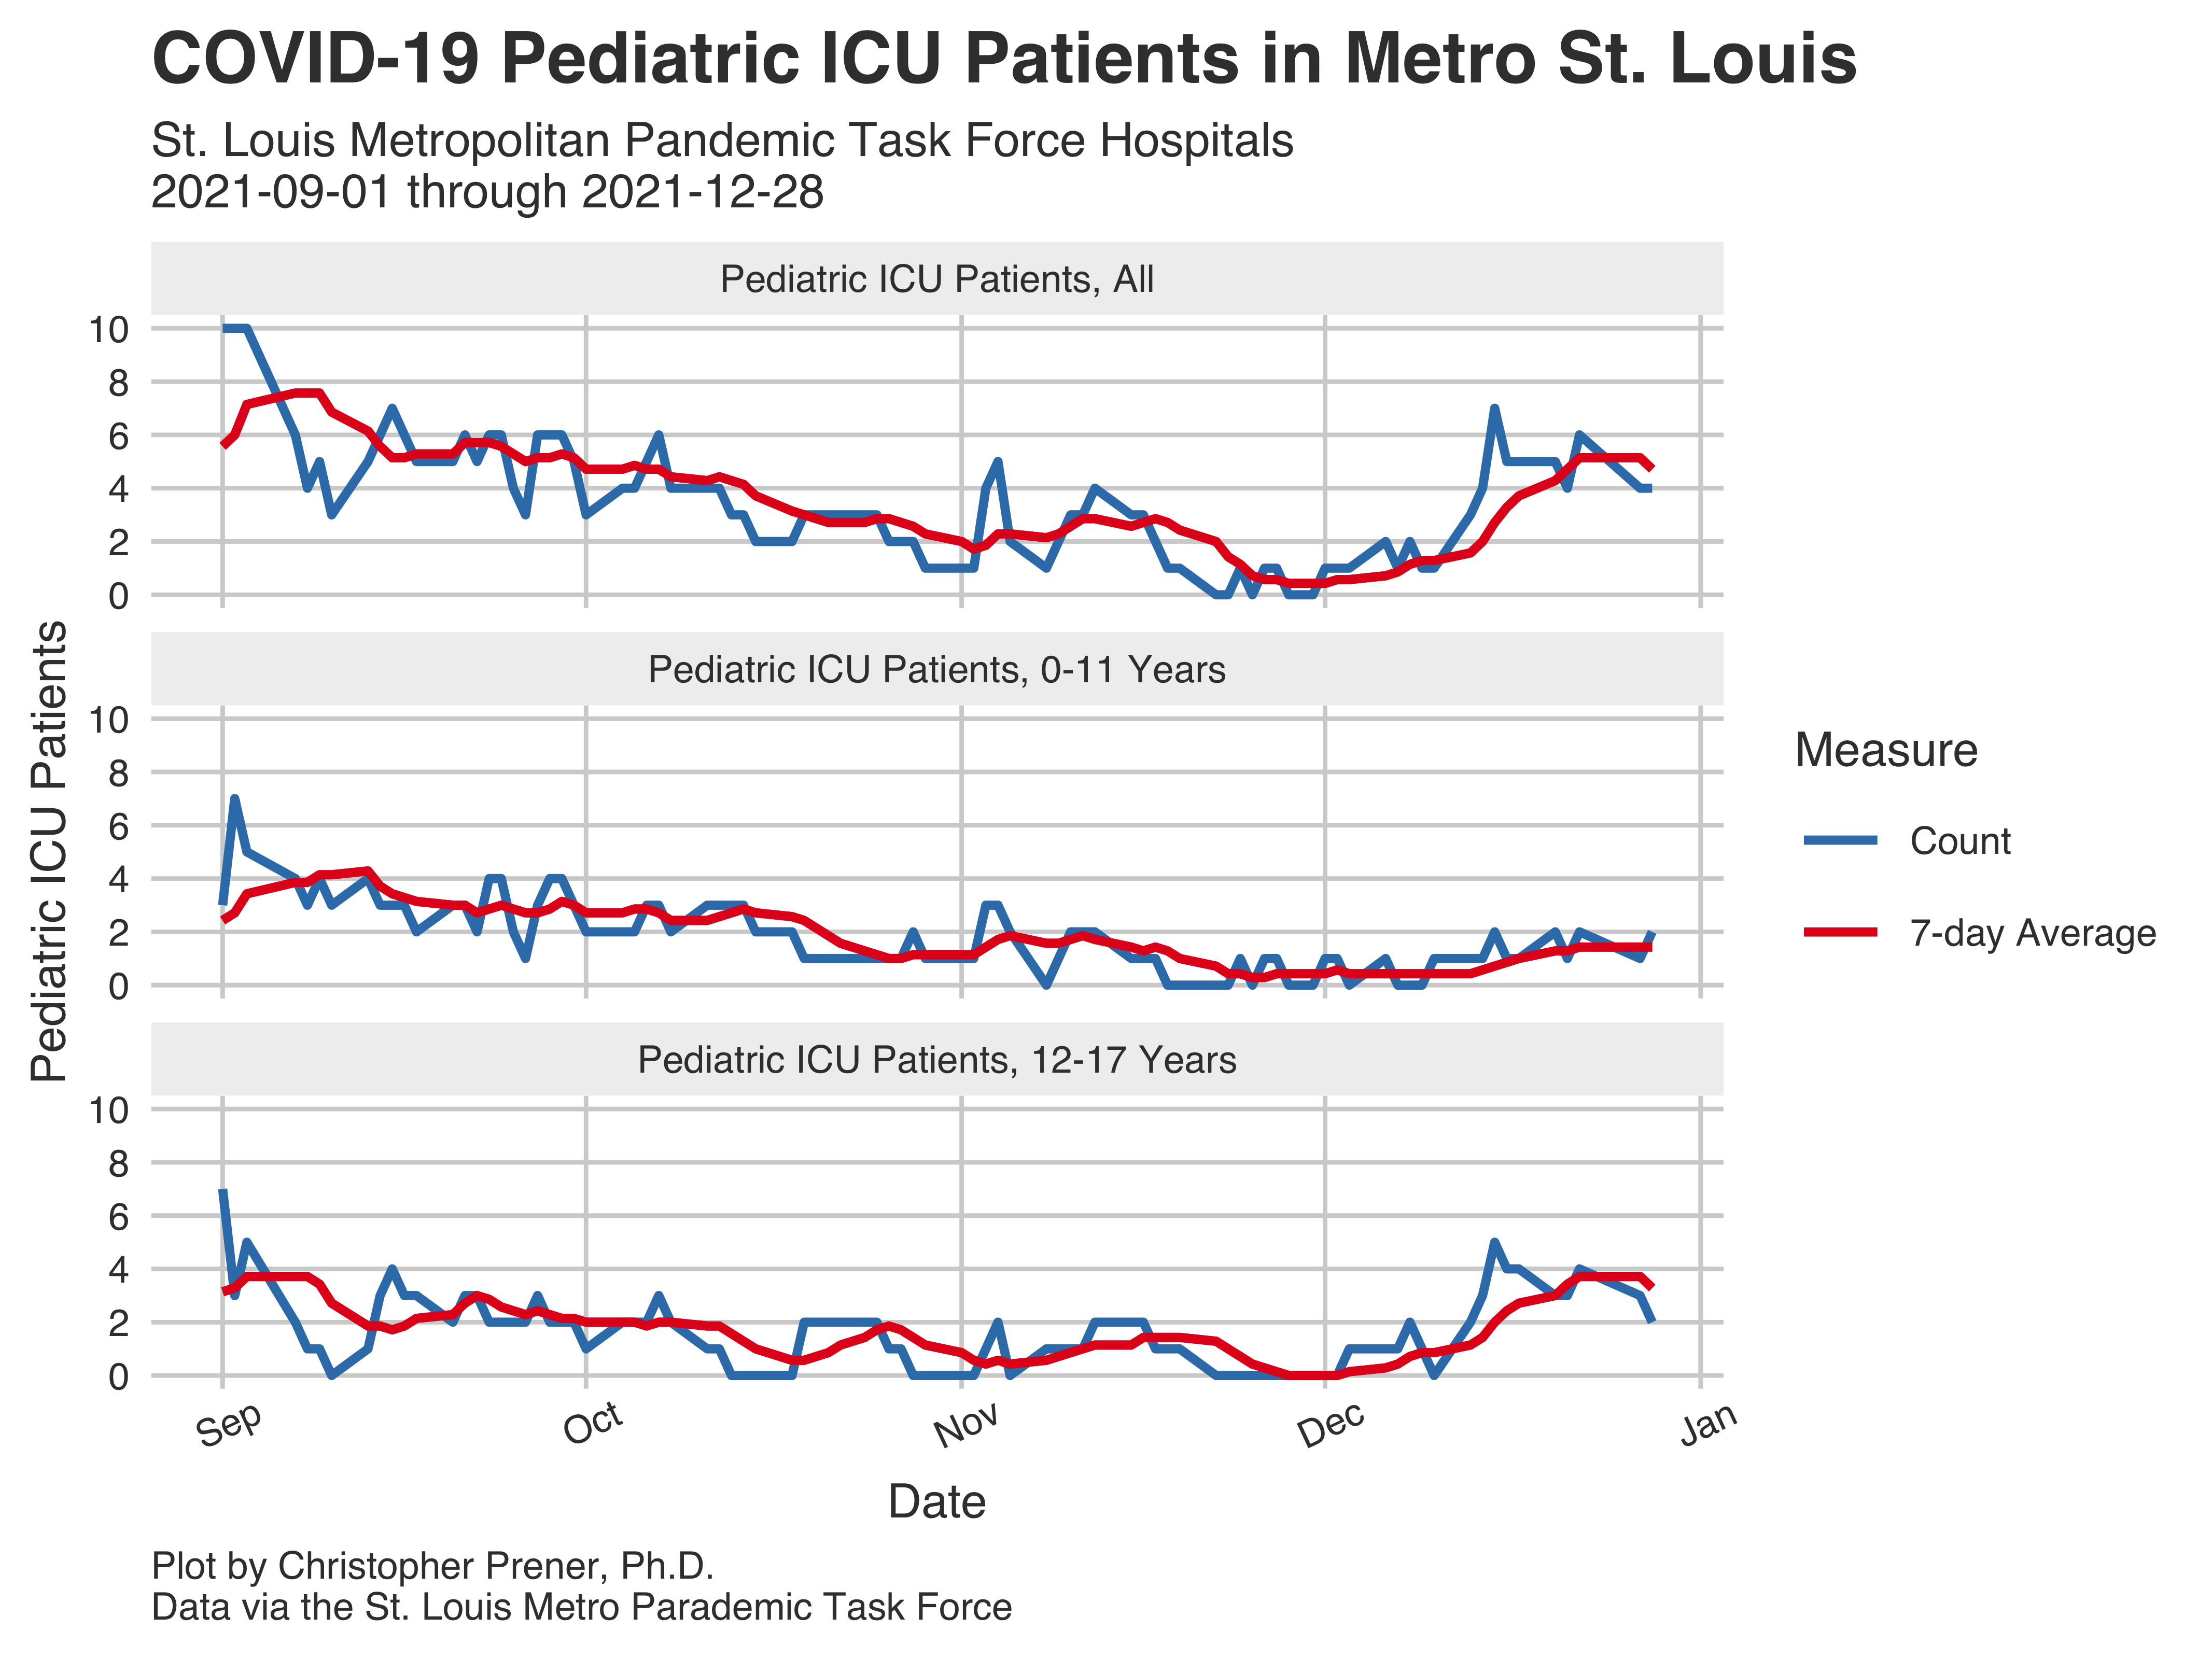 COVID-19 Pediatric ICU Patients in Metro St. Louis
St. Louis Metropolitan Pandemic Task Force Hospitals
2021-09-01 through 2021-12-28
Pediatric ICU Patients, All
10
8
6
4
2
0
Pediatric ICU Patients, 0-11 Years
10
8
6
4
2
0
Pediatric ICU Patients, 12-17 Years
10
8
6
4
2
0
Pediatric ICU Patients
Sep
Oct
Nov
Dec
Jan
Date
Measure
Count
7-day Average
Plot by Christopher Prener, Ph.D.
Data via the St. Louis Metro Parademic Task Force